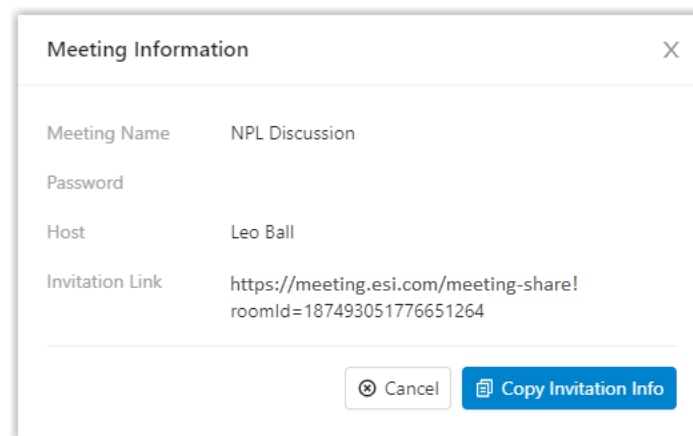 Meeting Information
Meeting Name NPL Discussion
Password
Host Leo Ball
Invitation Link https://meeting.esi.com/meeting-share!
roomId=187493051776651264
Cancel Copy Invitation Info